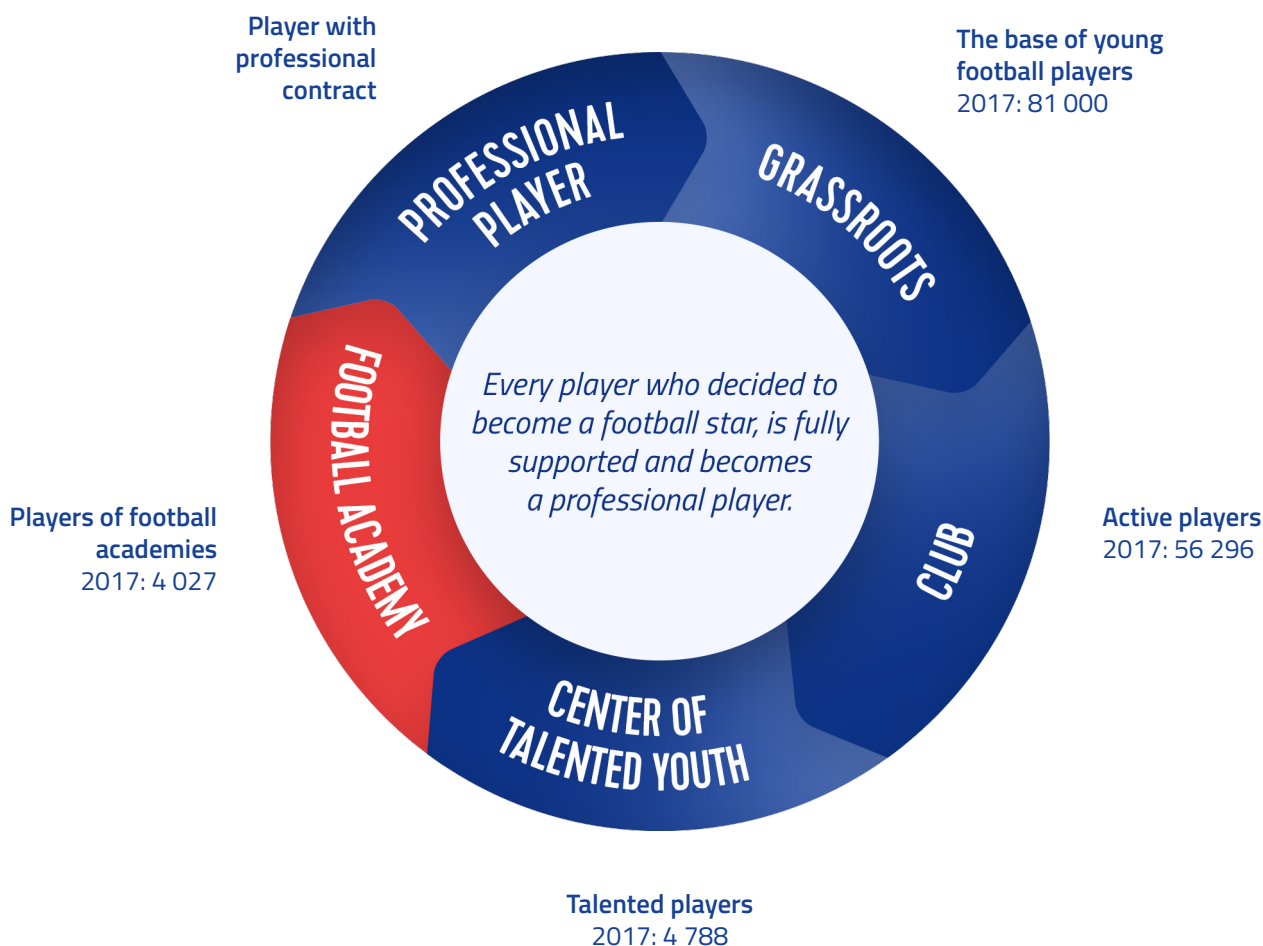 Player with
professional
contract
The base of young
football players
2017: 81 000
PROFESSIONAL
PLAYER
GRASSROOTS
FOOTBALL ACADEMY
Every player who decided to
become a football star, is fully
supported and becomes
a professional player.
Players of football
academies
2017: 4 027
CLUB
Active players
2017: 56 296
CENTER OF
TALENTED YOUTH
Talented players
2017: 4 788